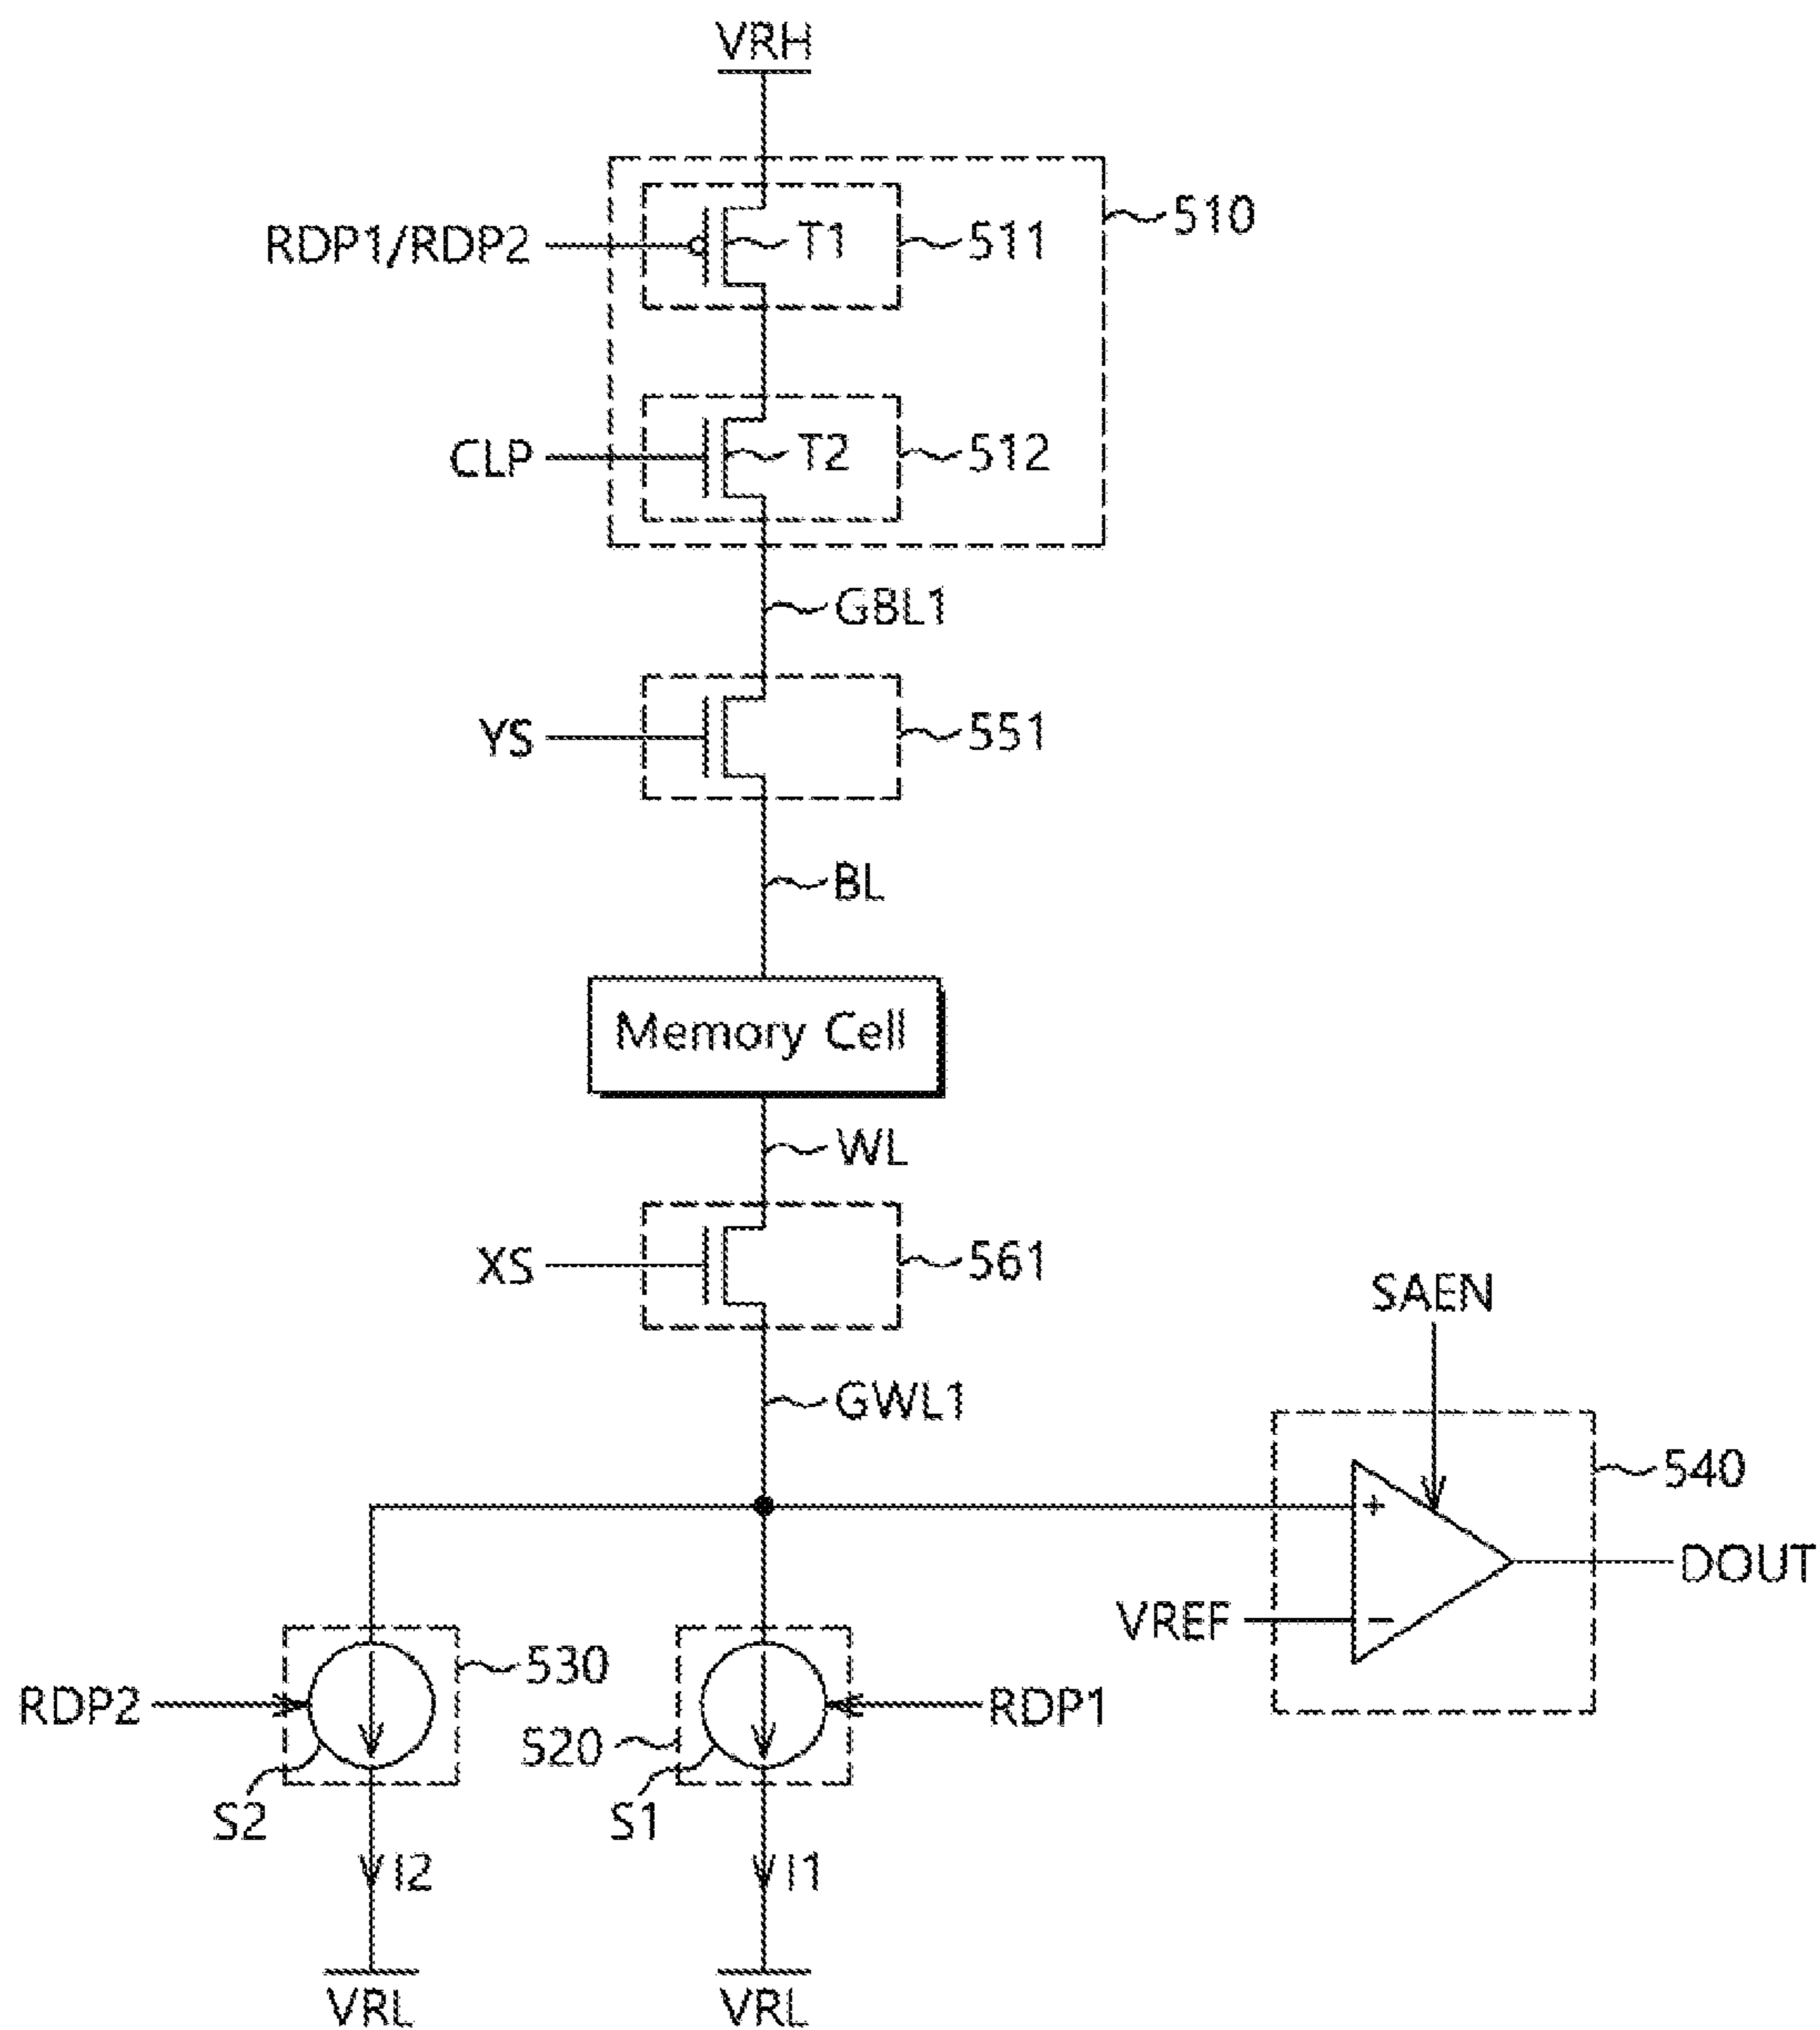 VRH
510
RDP1/RDP2
T1
511
CLP
T2
512
GBL1
YS
551
BL
Memory Cell
WL
XS
561
SAEN
GWL1
540
+
DOUT
VREF
−
530
RDP2
520
RDP1
S2
S1
I2
I1
VRL
VRL